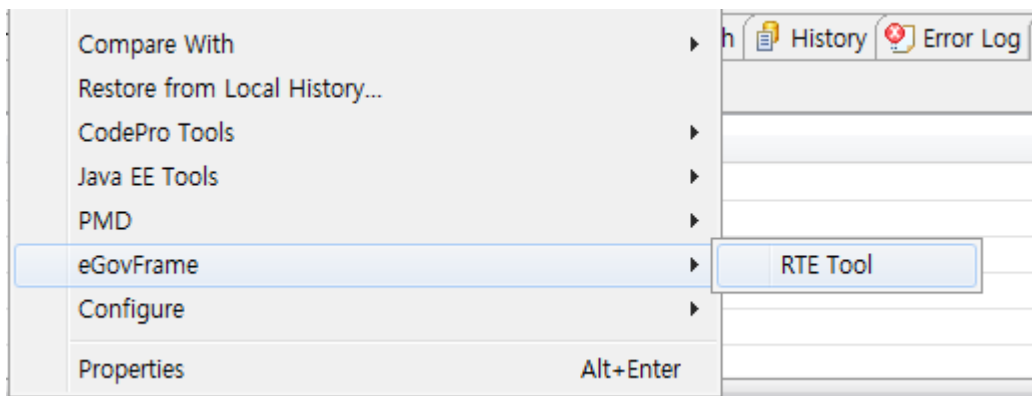 Compare With
h
History
Error Log
Restore from Local History...
CodePro Tools
Java EE Tools
PMD
eGovFrame
RTE Tool
Configure
Properties
Alt+Enter